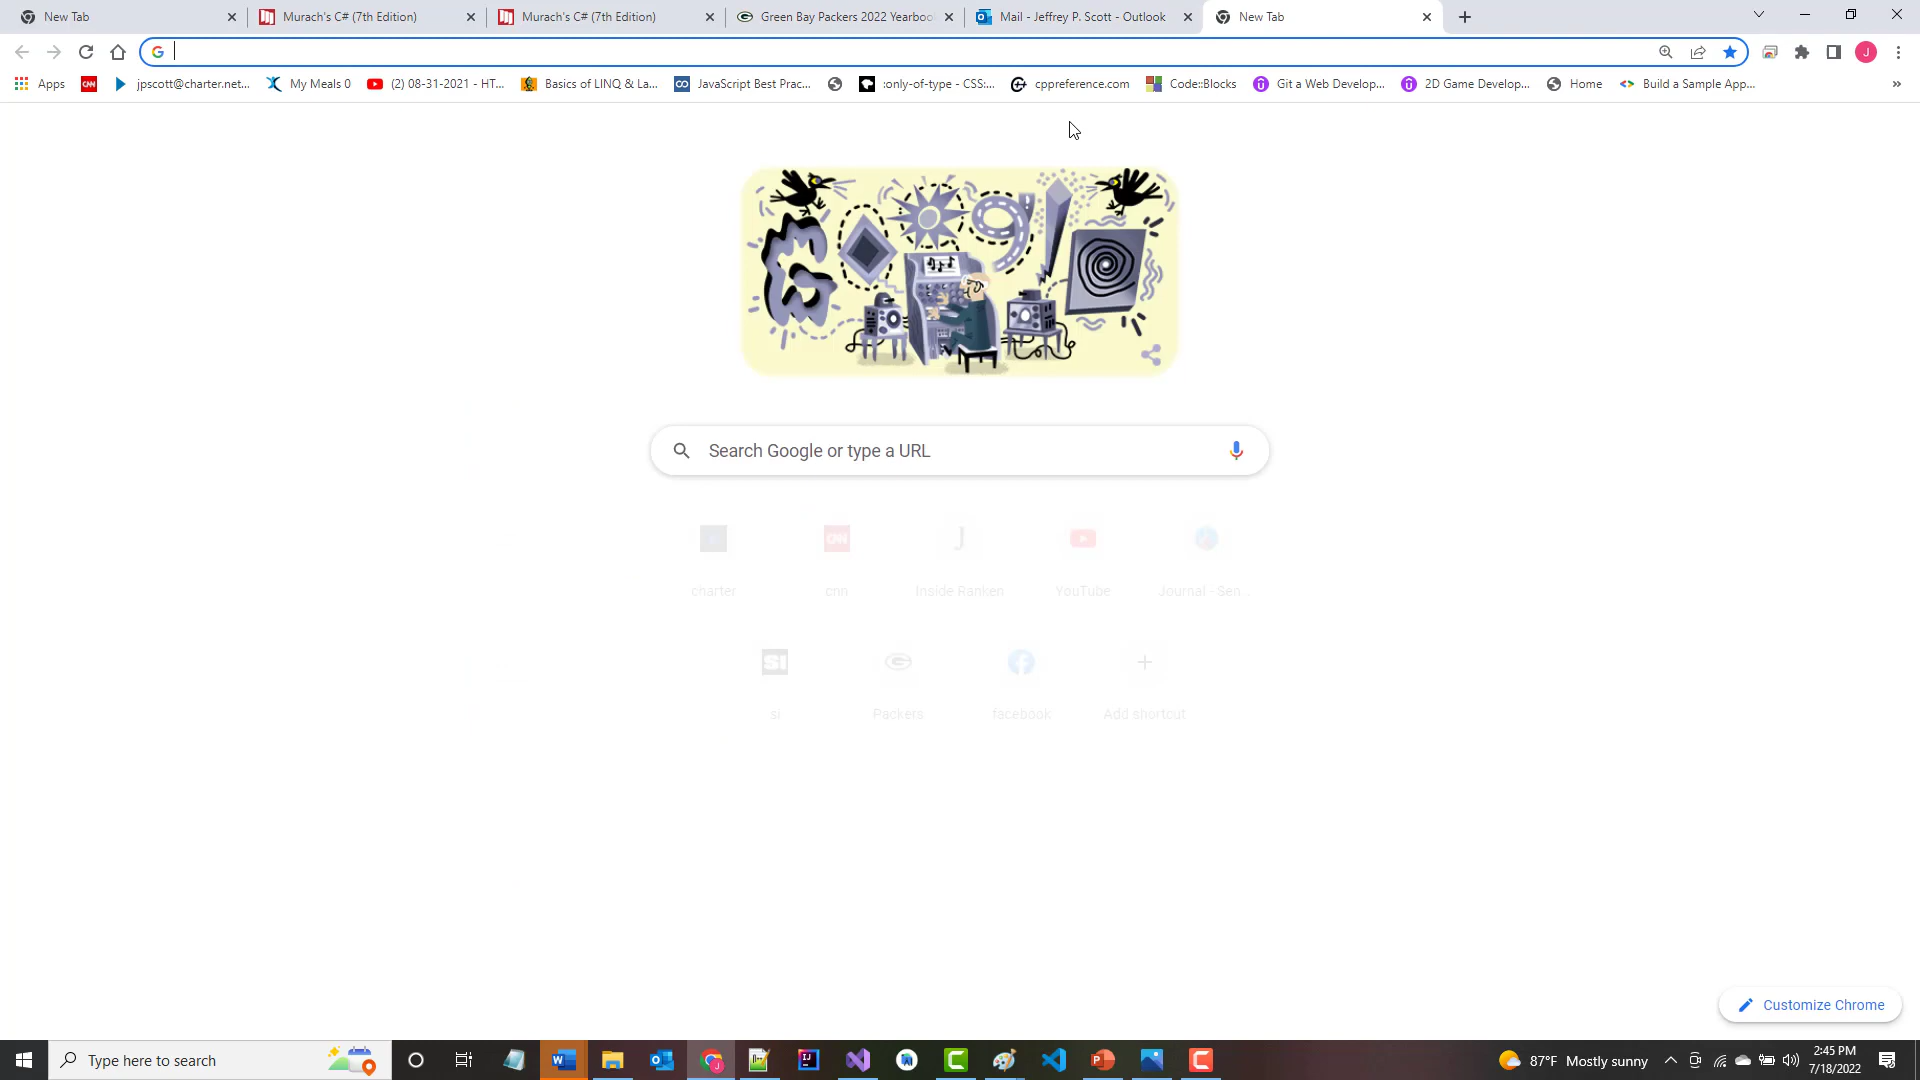 New Tab
Murach's C# (7th Edition)
Murach's C# (7th Edition)
Green Bay Packers 2022 Yearboo
Mail - Jeffrey P. Scott - Outlook
New Tab
J
Apps
CNN
jpscott@charter.net...
My Meals 0
(2) 08-31-2021 - HT...
Basics of LINQ & La...
JavaScript Best Prac...
:only-of-type - CSS:...
cppreference.com
Code::Blocks
Git a Web Develop...
2D Game Develop...
Home
Build a Sample App...
»
Search Google or type a URL
CNN
J
charter
cnn
Inside Ranken
YouTube
Journal - Sen...
SI
si
Packers
facebook
Add shortcut
Customize Chrome
Type here to search
87°F Mostly sunny
2:45 PM
7/18/2022